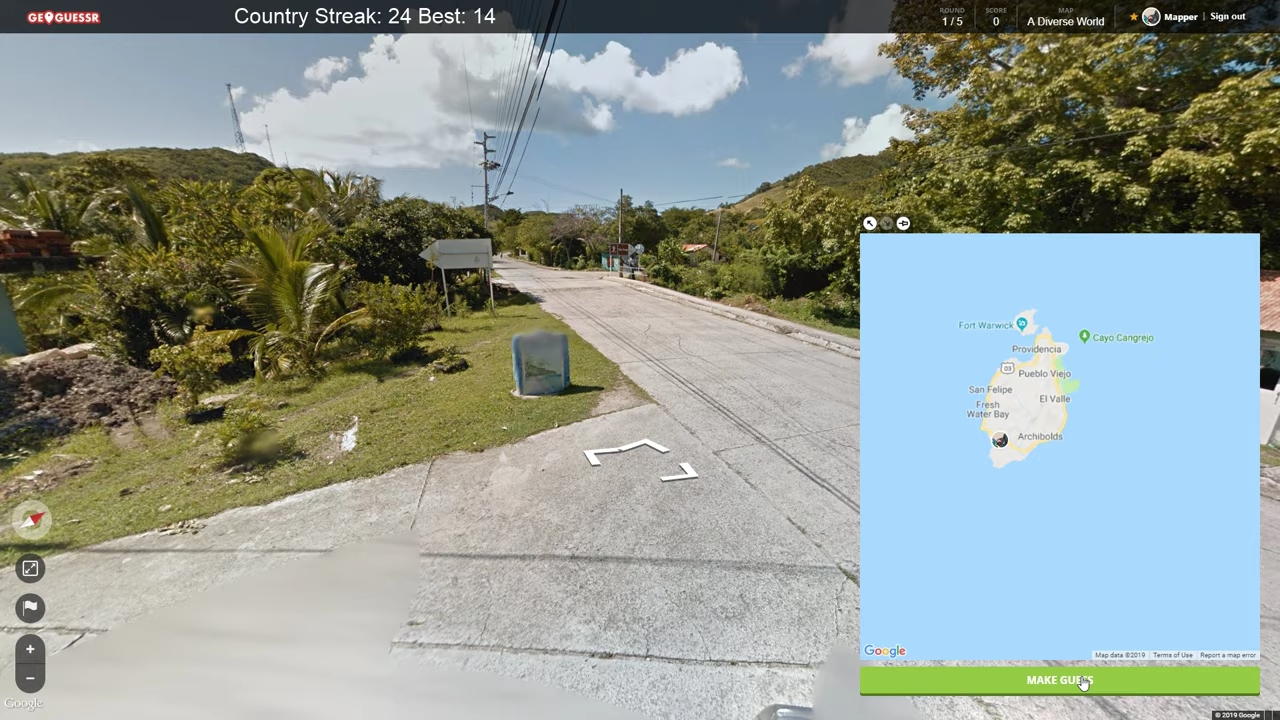 GEOGUESSR
Country Streak: 24 Best: 14
ROUND
1 / 5
SCORE
0
MAP
A Diverse World
Mapper
Sign out
Fort Warwick
Cayo Cangrejo
Providencia
03
Pueblo Viejo
San Felipe
El Valle
Fresh
Water Bay
Archibolds
Google
Map data ©2019
Terms of Use
Report a map error
MAKE GUESS
Google
© 2019 Google